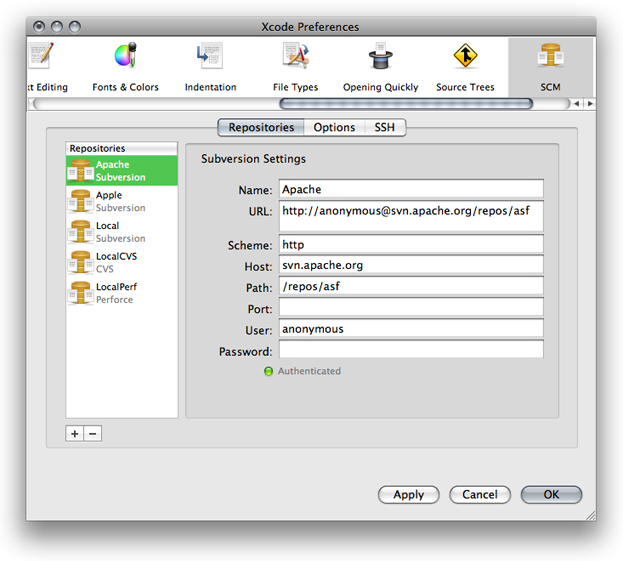 Xcode Preferences
xt Editing
Fonts & Colors
Indentation
File Types
Opening Quickly
Source Trees
SCM
Repositories
Options
SSH
Repositories
Apache
Subversion
Apple
Subversion
Local
Subversion
LocalCVS
CVS
LocalPerf
Perforce
Subversion Settings
Name: Apache
URL: http://anonymous@svn.apache.org/repos/asf
Scheme: http
Host: svn.apache.org
Path: /repos/asf
Port:
User: anonymous
Password:
Authenticated
+ −
Apply
Cancel
OK